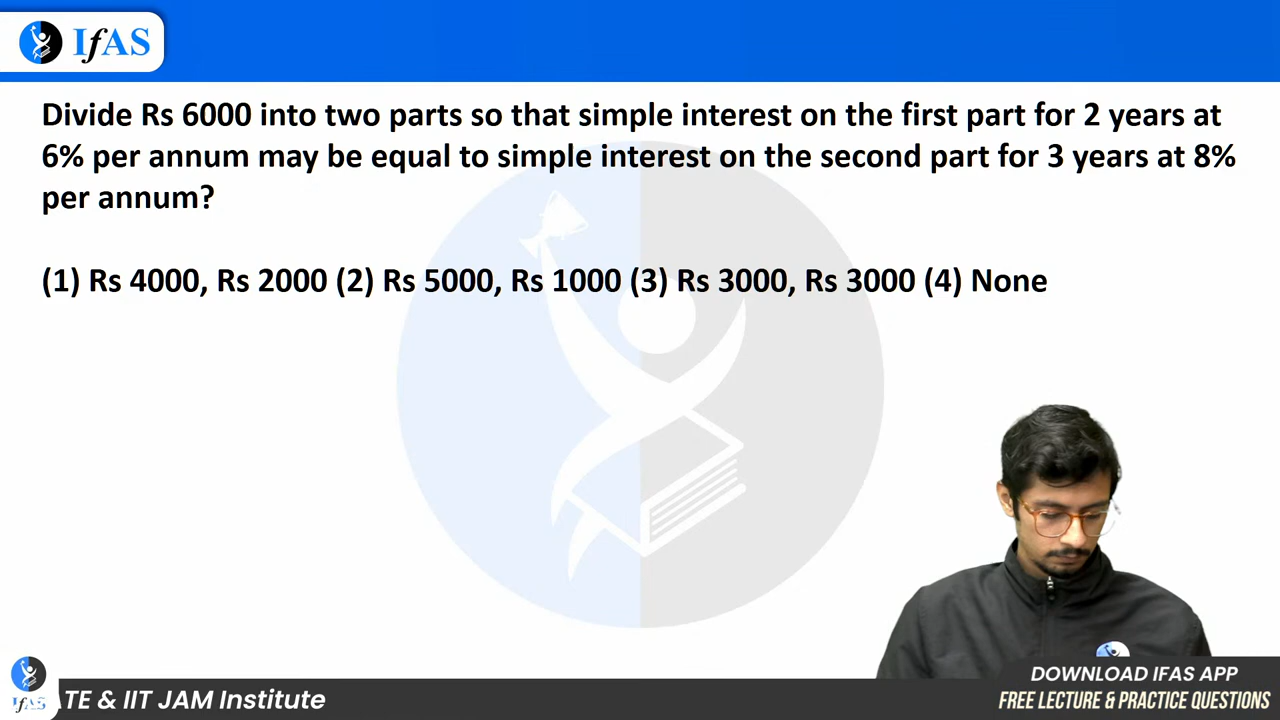 IfAS
Divide Rs 6000 into two parts so that simple interest on the first part for 2 years at
6% per annum may be equal to simple interest on the second part for 3 years at 8%
per annum?
(1) Rs 4000, Rs 2000 (2) Rs 5000, Rs 1000 (3) Rs 3000, Rs 3000 (4) None
DOWNLOAD IFAS APP
IfAS
ATE & IIT JAM Institute
FREE LECTURE & PRACTICE QUESTIONS